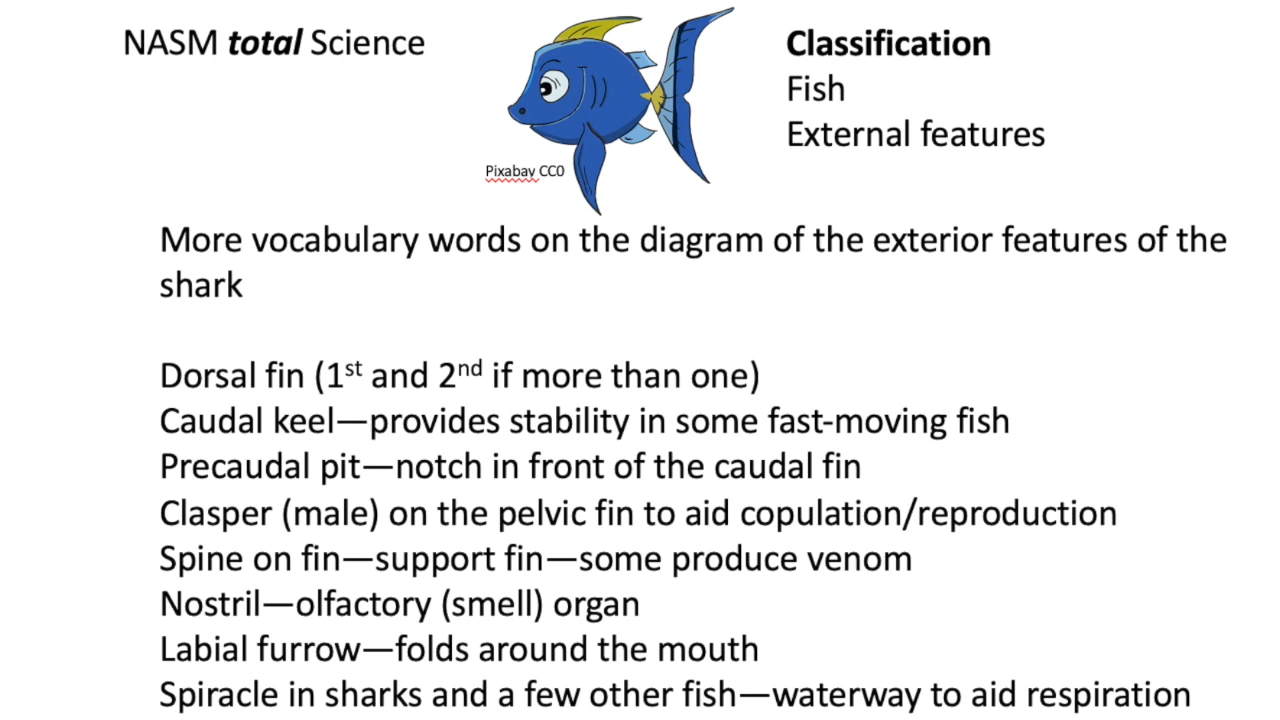 NASM total Science
Classification
Fish
External features
Pixabay CC0
More vocabulary words on the diagram of the exterior features of the
shark
Dorsal fin (1st and 2nd if more than one)
Caudal keel—provides stability in some fast-moving fish
Precaudal pit—notch in front of the caudal fin
Clasper (male) on the pelvic fin to aid copulation/reproduction
Spine on fin—support fin—some produce venom
Nostril—olfactory (smell) organ
Labial furrow—folds around the mouth
Spiracle in sharks and a few other fish—waterway to aid respiration